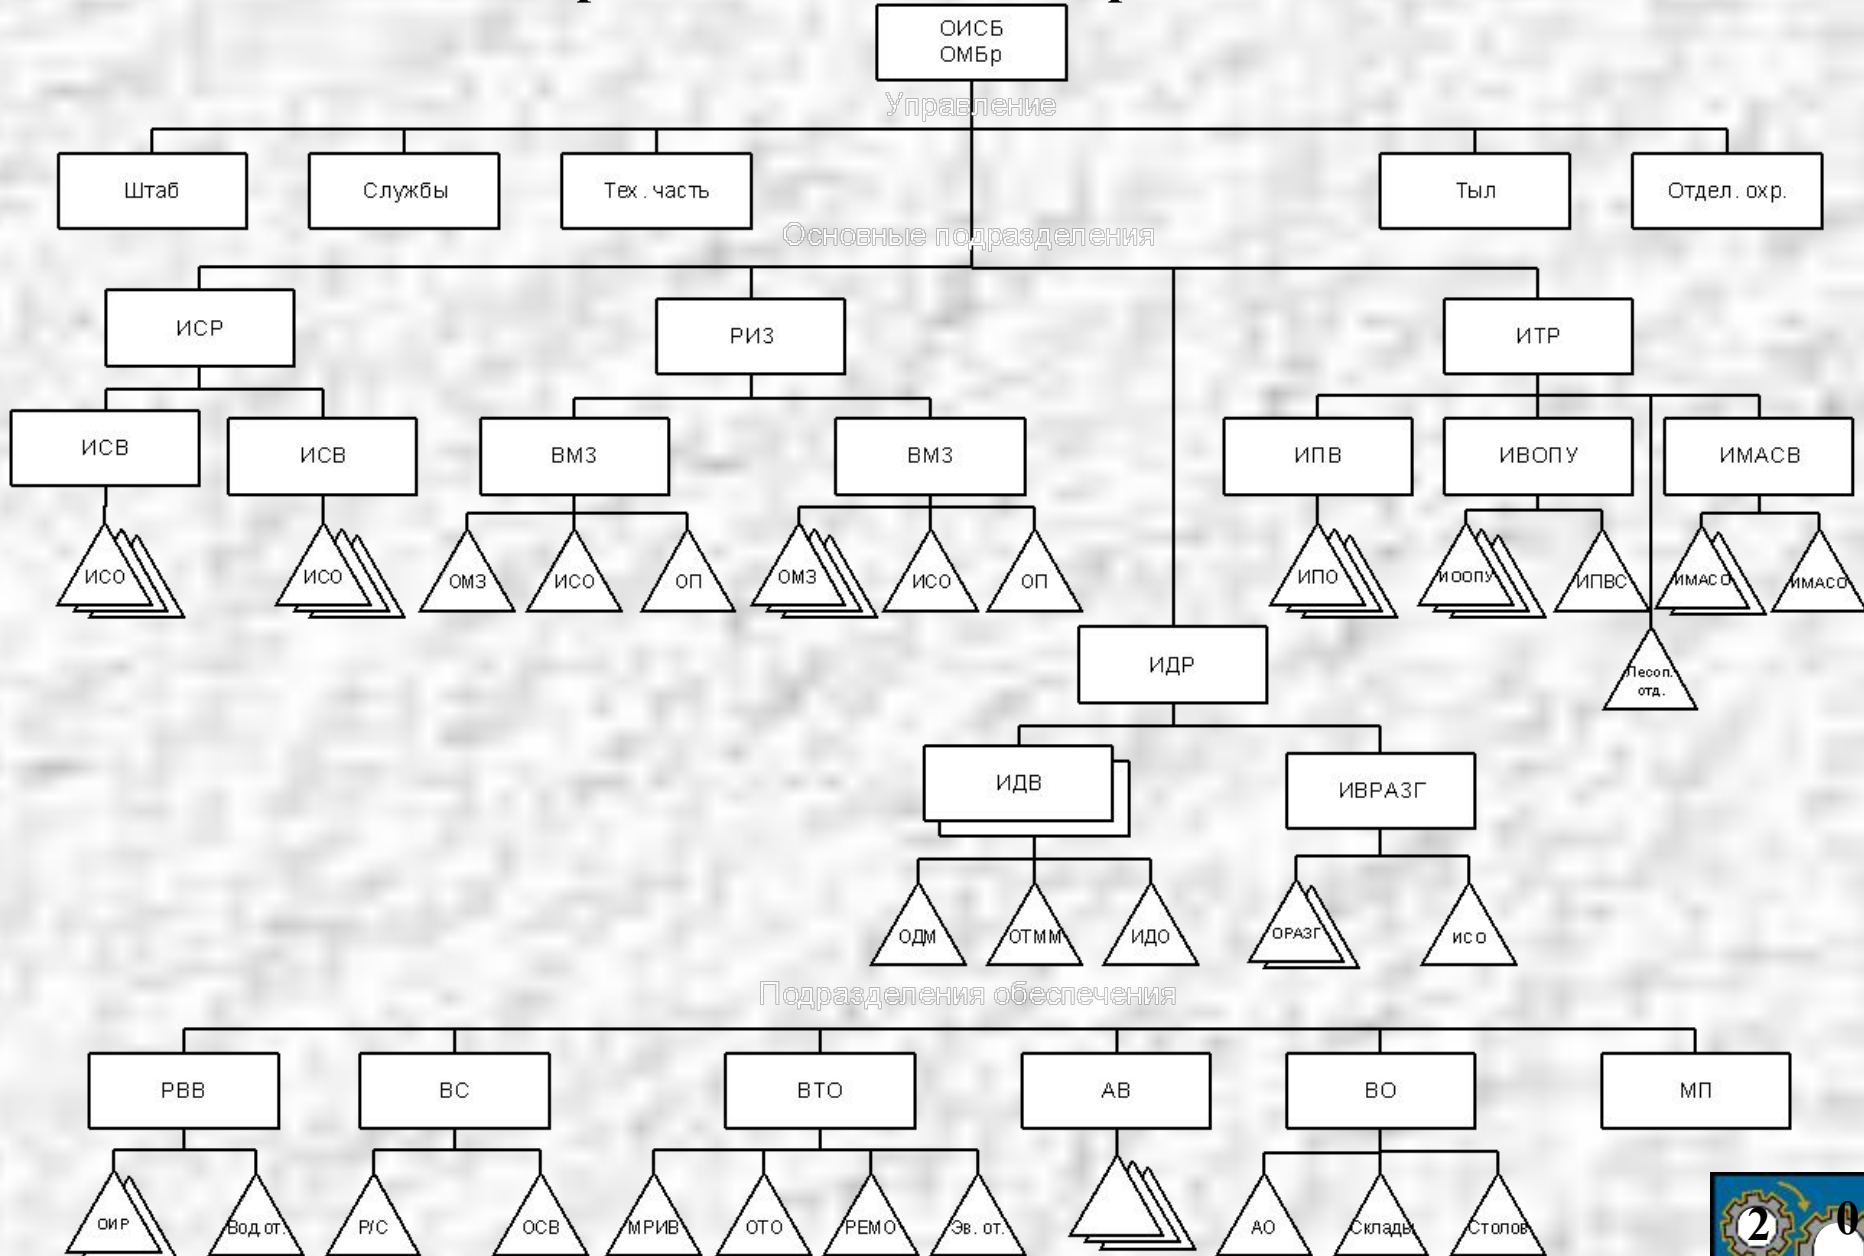 ОИСБ
ОМБр
Управление
Штаб
Службы
Тех. часть
Тыл
Отдел. охр.
Основные подразделения
ИСР
РИЗ
ИТР
ИСВ
ИСВ
ВМЗ
ВМЗ
ИПВ
ИВОПУ
ИМАСВ
ИСО
ИСО
ОМЗ
ИСО
ОП
ОМЗ
ИСО
ОП
ИПО
ИООПУ
ИПВС
ИМАСО
ИМАСО
ИДР
Лесоп.
отд.
ИДВ
ИВРАЗГ
ОДМ
ОТММ
ИДО
ОРАЗГ
ИСО
Подразделения обеспечения
РВВ
ВС
ВТО
АВ
ВО
МП
ОИР
Вод.от.
Р/С
ОСВ
МРИВ
ОТО
РЕМО
Эв. от.
АО
Склады
Столов
2
0